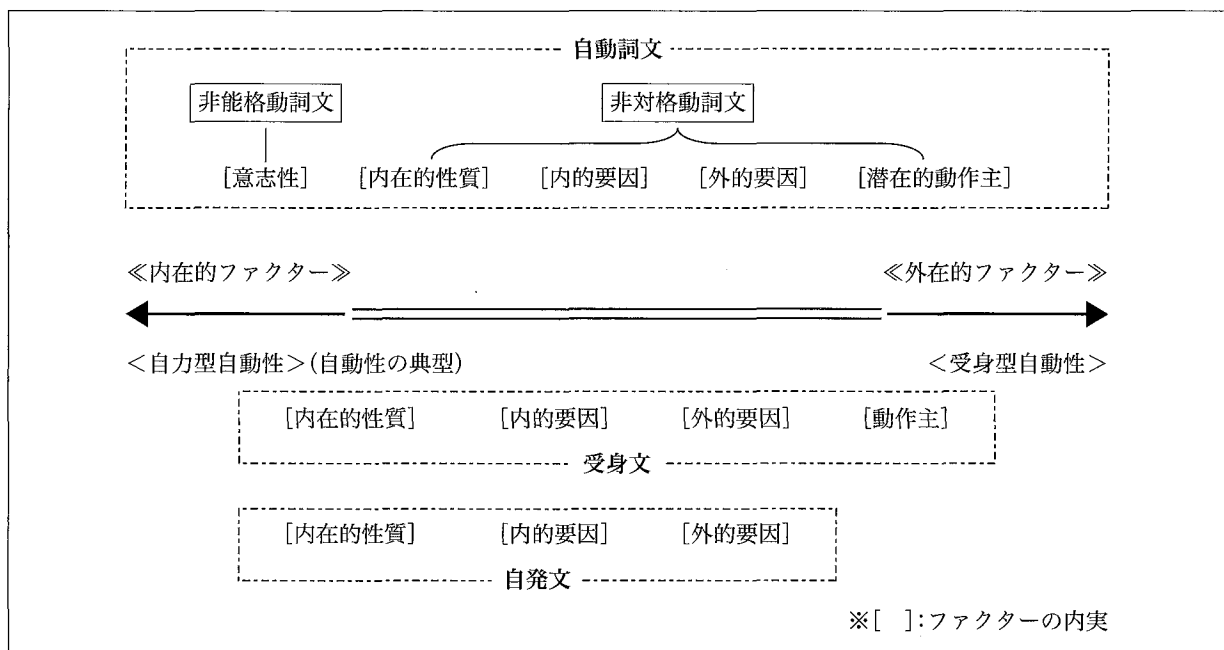 自動詞文
非能格動詞文 非対格動詞文
[意志性] [内在的性質] [内的要因] [外的要因] [潜在的動作主]
≪内在的ファクター≫ ≪外在的ファクター≫
＜自力型自動性＞(自動性の典型) ＜受身型自動性＞
[内在的性質] [内的要因] [外的要因] [動作主]
受身文
[内在的性質] [内的要因] [外的要因]
自発文
※[ ]:ファクターの内実